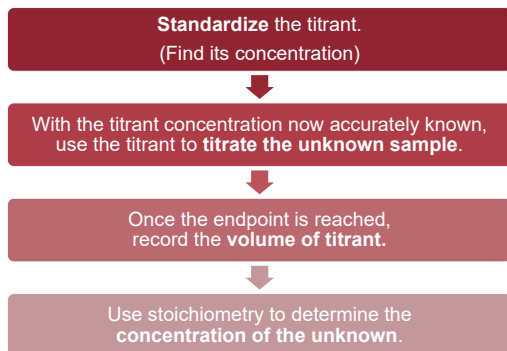 Standardize the titrant.
(Find its concentration)
With the titrant concentration now accurately known,
use the titrant to titrate the unknown sample.
Once the endpoint is reached,
record the volume of titrant.
Use stoichiometry to determine the
concentration of the unknown.